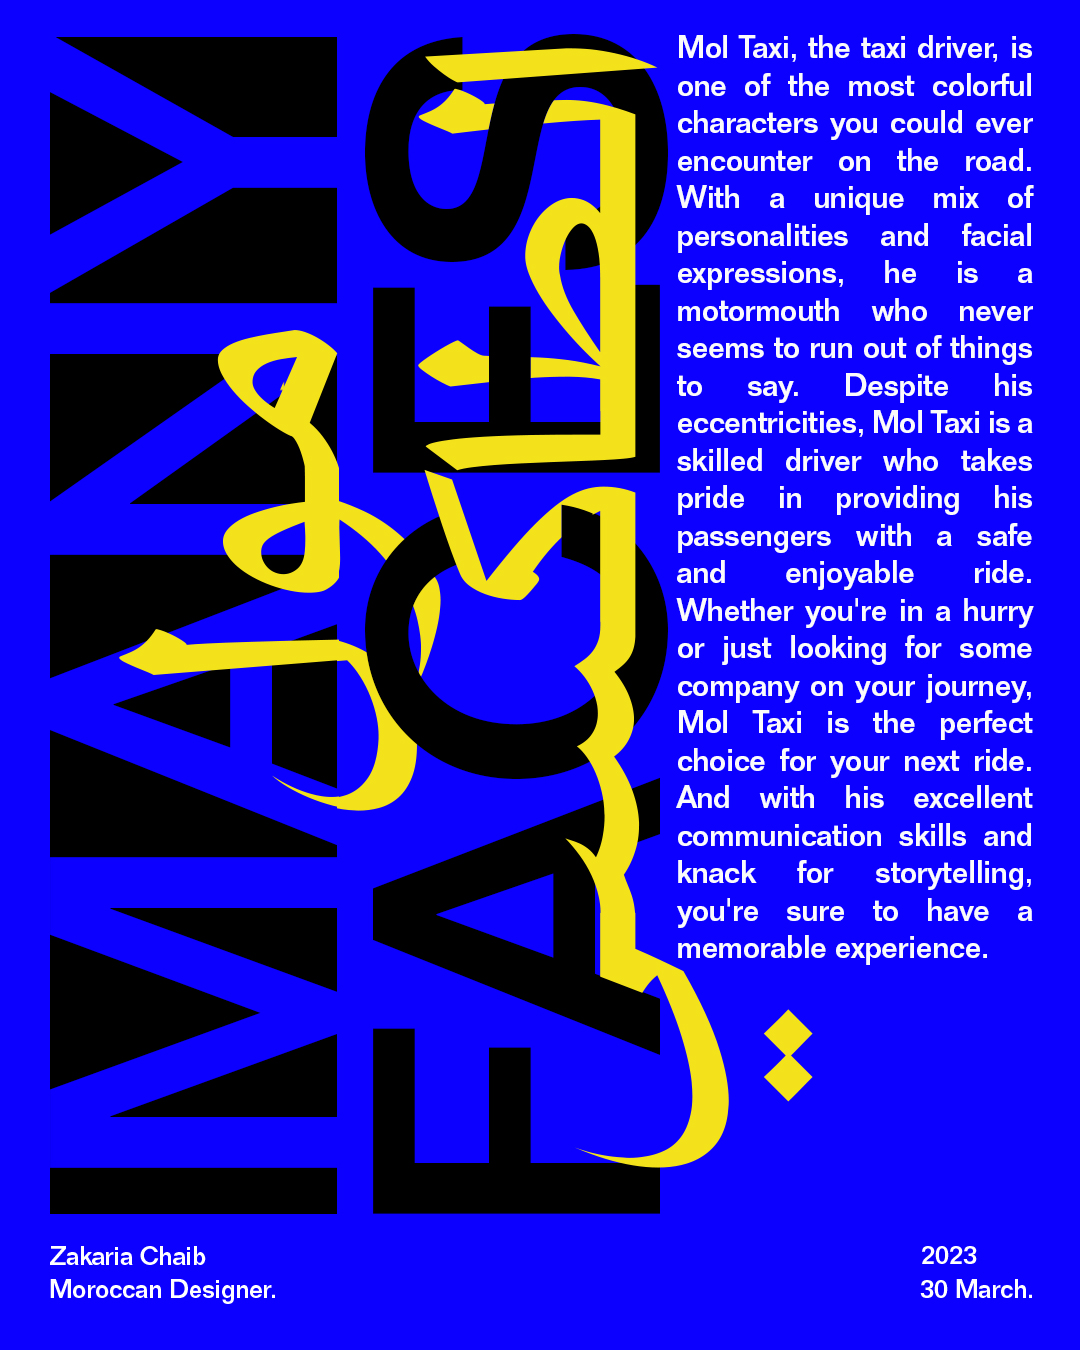 MANY
FACES
مول
الطاكسي
Mol Taxi, the taxi driver, is
one of the most colorful
characters you could ever
encounter on the road.
With a unique mix of
personalities and facial
expressions, he is a
motormouth who never
seems to run out of things
to say. Despite his
eccentricities, Mol Taxi is a
skilled driver who takes
pride in providing his
passengers with a safe
and enjoyable ride.
Whether you're in a hurry
or just looking for some
company on your journey,
Mol Taxi is the perfect
choice for your next ride.
And with his excellent
communication skills and
knack for storytelling,
you're sure to have a
memorable experience.
Zakaria Chaib
Moroccan Designer.
2023
30 March.